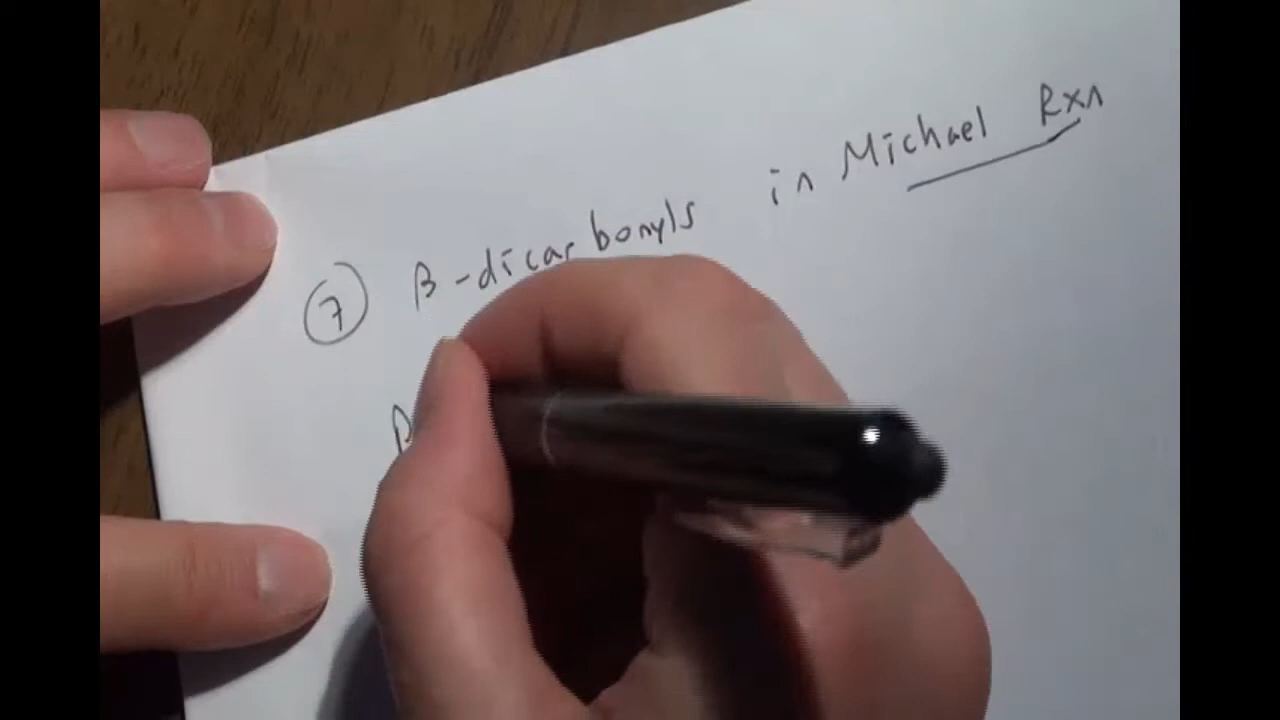 ⑦ β-dicarbonyls in Michael Rxn